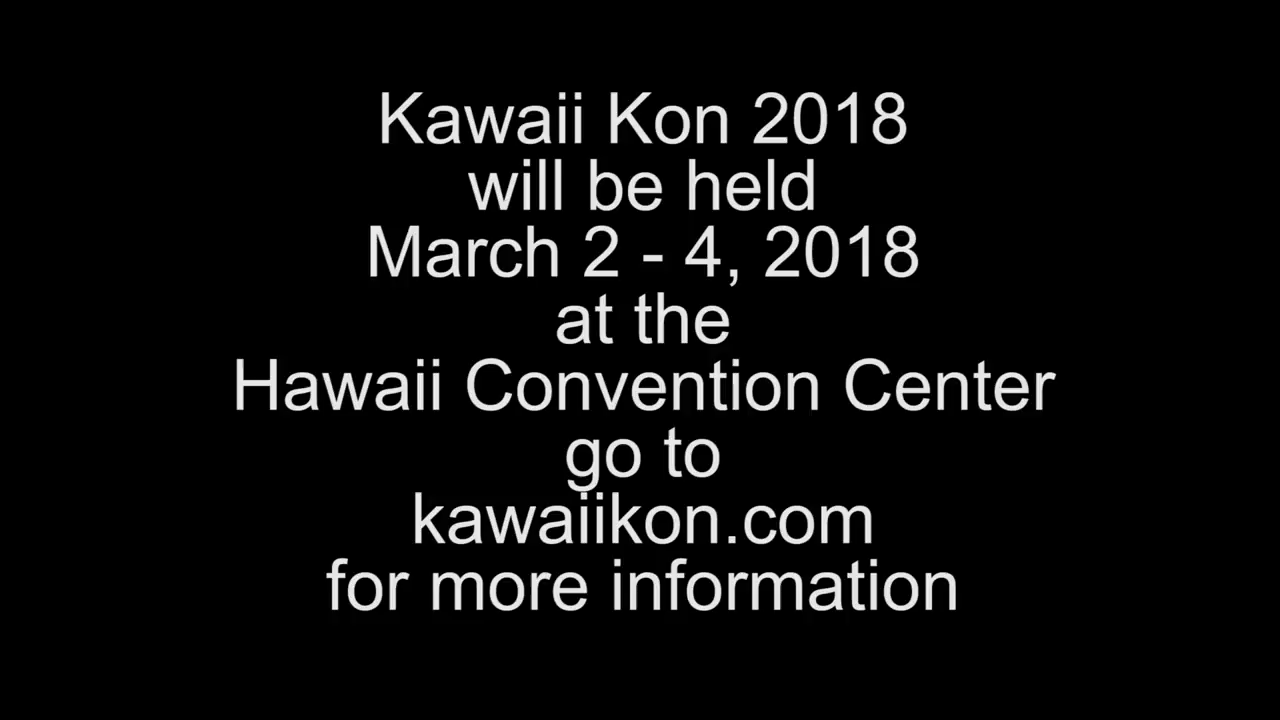 Kawaii Kon 2018
will be held
March 2 - 4, 2018
at the
Hawaii Convention Center
go to
kawaiikon.com
for more information